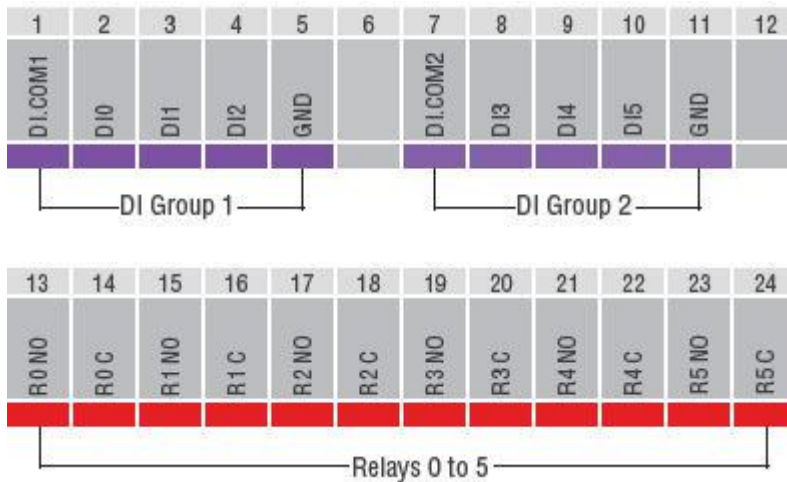 1 2 3 4 5 6 7 8 9 10 11 12
DI.COM1 DI0 DI1 DI2 GND DI.COM2 DI3 DI4 DI5 GND
DI Group 1 DI Group 2
13 14 15 16 17 18 19 20 21 22 23 24
R0 NO R0 C R1 NO R1 C R2 NO R2 C R3 NO R3 C R4 NO R4 C R5 NO R5 C
Relays 0 to 5